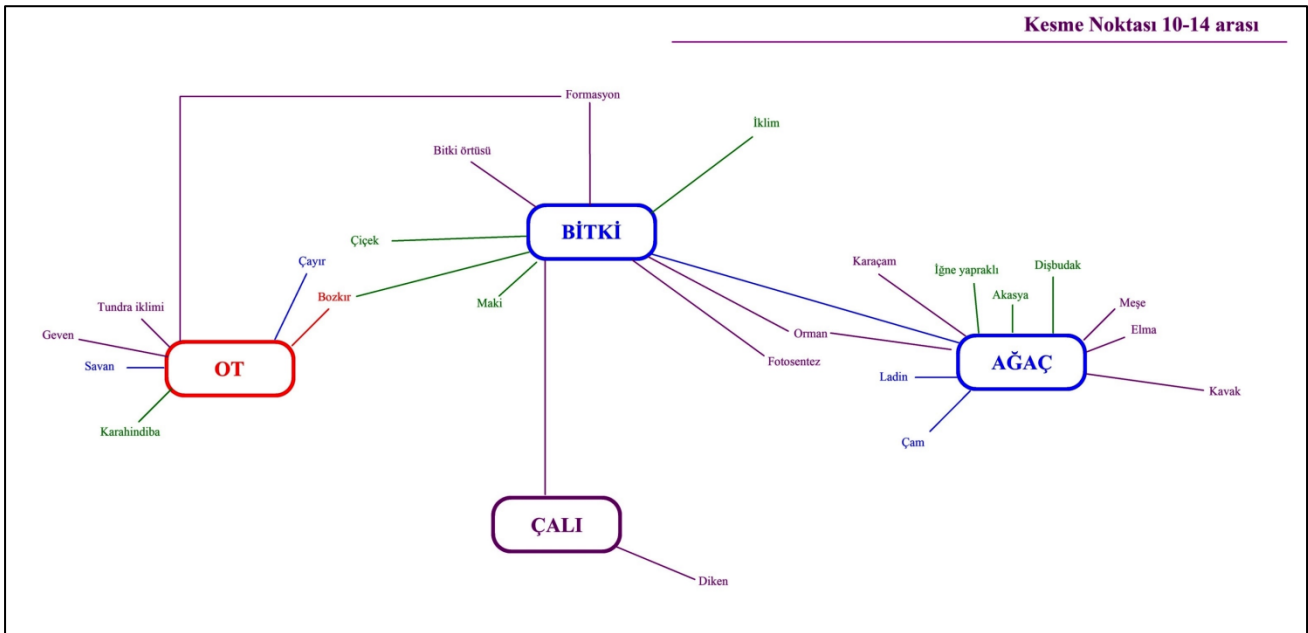 Kesme Noktası 10-14 arası
Formasyon
İklim
Bitki örtüsü
BİTKİ
Çiçek
Çayır
Bozkır
Maki
Karaçam
İğne yapraklı
Dişbudak
Akasya
Meşe
Elma
Tundra iklimi
Geven
Savan
OT
Orman
Fotosentez
AĞAÇ
Ladin
Kavak
Karahindiba
Çam
ÇALI
Diken